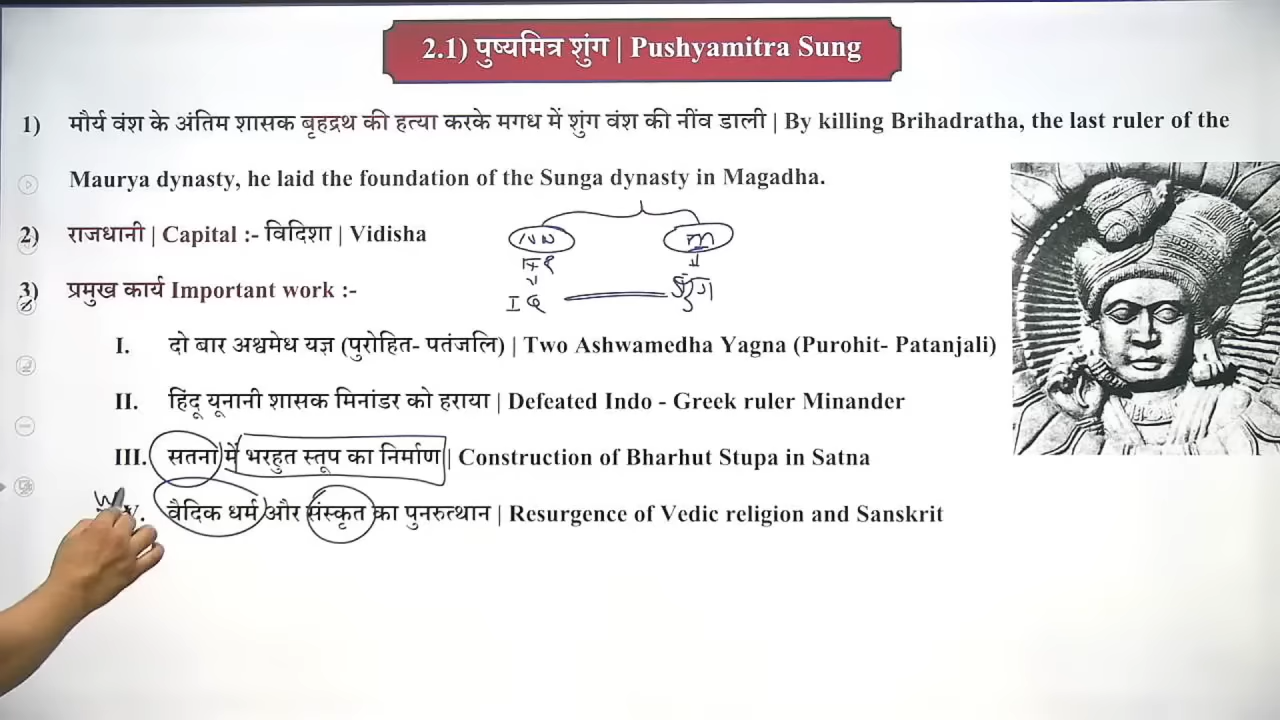 2.1) पुष्यमित्र शुंग | Pushyamitra Sung
1) मौर्य वंश के अंतिम शासक बृहद्रथ की हत्या करके मगध में शुंग वंश की नींव डाली | By killing Brihadratha, the last ruler of the
Maurya dynasty, he laid the foundation of the Sunga dynasty in Magadha.
2) राजधानी | Capital :- विदिशा | Vidisha
3) प्रमुख कार्य Important work :-
शुंग
I. दो बार अश्वमेध यज्ञ (पुरोहित- पतंजलि) | Two Ashwamedha Yagna (Purohit- Patanjali)
II. हिंदू यूनानी शासक मिनांडर को हराया | Defeated Indo - Greek ruler Minander
III. सतना में भरहुत स्तूप का निर्माण | Construction of Bharhut Stupa in Satna
वैदिक धर्म और संस्कृत का पुनरुत्थान | Resurgence of Vedic religion and Sanskrit